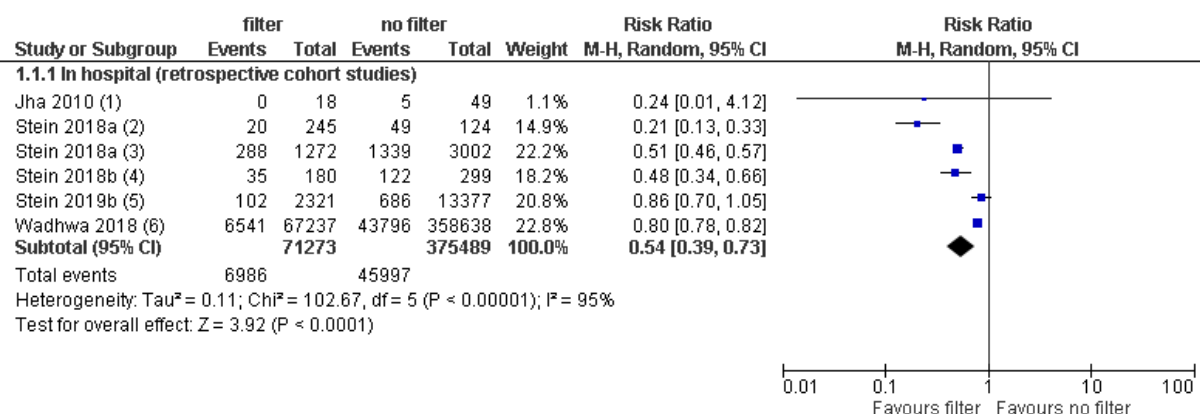 filter no filter Risk Ratio Risk Ratio
Study or Subgroup Events Total Events Total Weight M-H, Random, 95% CI M-H, Random, 95% CI
1.1.1 In hospital (retrospective cohort studies)
Jha 2010 (1) 0 18 5 49 1.1% 0.24 [0.01, 4.12]
Stein 2018a (2) 20 245 49 124 14.9% 0.21 [0.13, 0.33]
Stein 2018a (3) 288 1272 1339 3002 22.2% 0.51 [0.46, 0.57]
Stein 2018b (4) 35 180 122 299 18.2% 0.48 [0.34, 0.66]
Stein 2019b (5) 102 2321 686 13377 20.8% 0.86 [0.70, 1.05]
Wadhwa 2018 (6) 6541 67237 43796 358638 22.8% 0.80 [0.78, 0.82]
Subtotal (95% CI) 71273 375489 100.0% 0.54 [0.39, 0.73]
Total events 6986 45997
Heterogeneity: Tau² = 0.11; Chi² = 102.67, df = 5 (P < 0.00001); I² = 95%
Test for overall effect: Z = 3.92 (P < 0.0001)
0.01 0.1 1 10 100
Favours filter Favours no filter